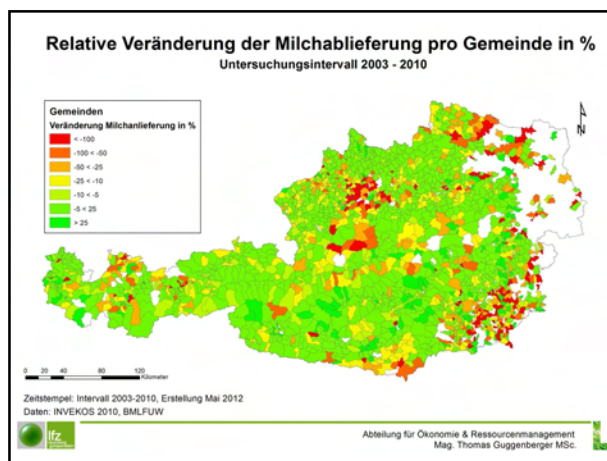 Relative Veränderung der Milchablieferung pro Gemeinde in %
Untersuchungsintervall 2003 - 2010
Gemeinden
Veränderung Milchanlieferung in %
< -100
-100 < -50
-50 < -25
-25 < -10
-10 < -5
-5 < 25
> 25
N
0 20 40 80 120
Kilometer
Zeitstempel: Intervall 2003-2010, Erstellung Mai 2012
Daten: INVEKOS 2010, BMLFUW
lfz
Abteilung für Ökonomie & Ressourcenmanagement
Mag. Thomas Guggenberger MSc.